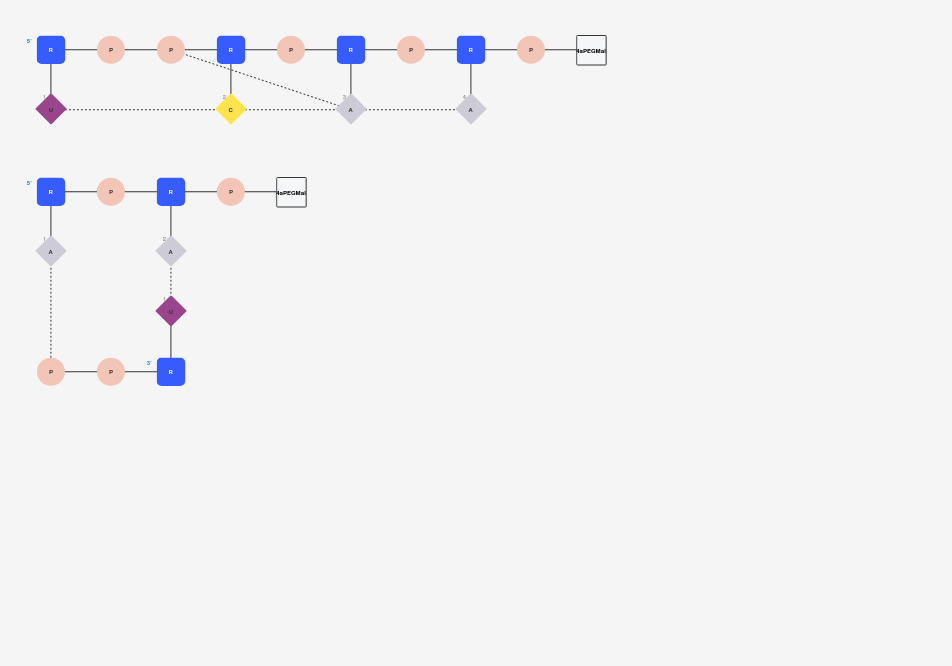 5' R P P R P R P R P 4aPEGMal
1 U 2 C 3 A 4 A
5' R P R P 4aPEGMal
1 A 2 A
1 U
P P 3' R